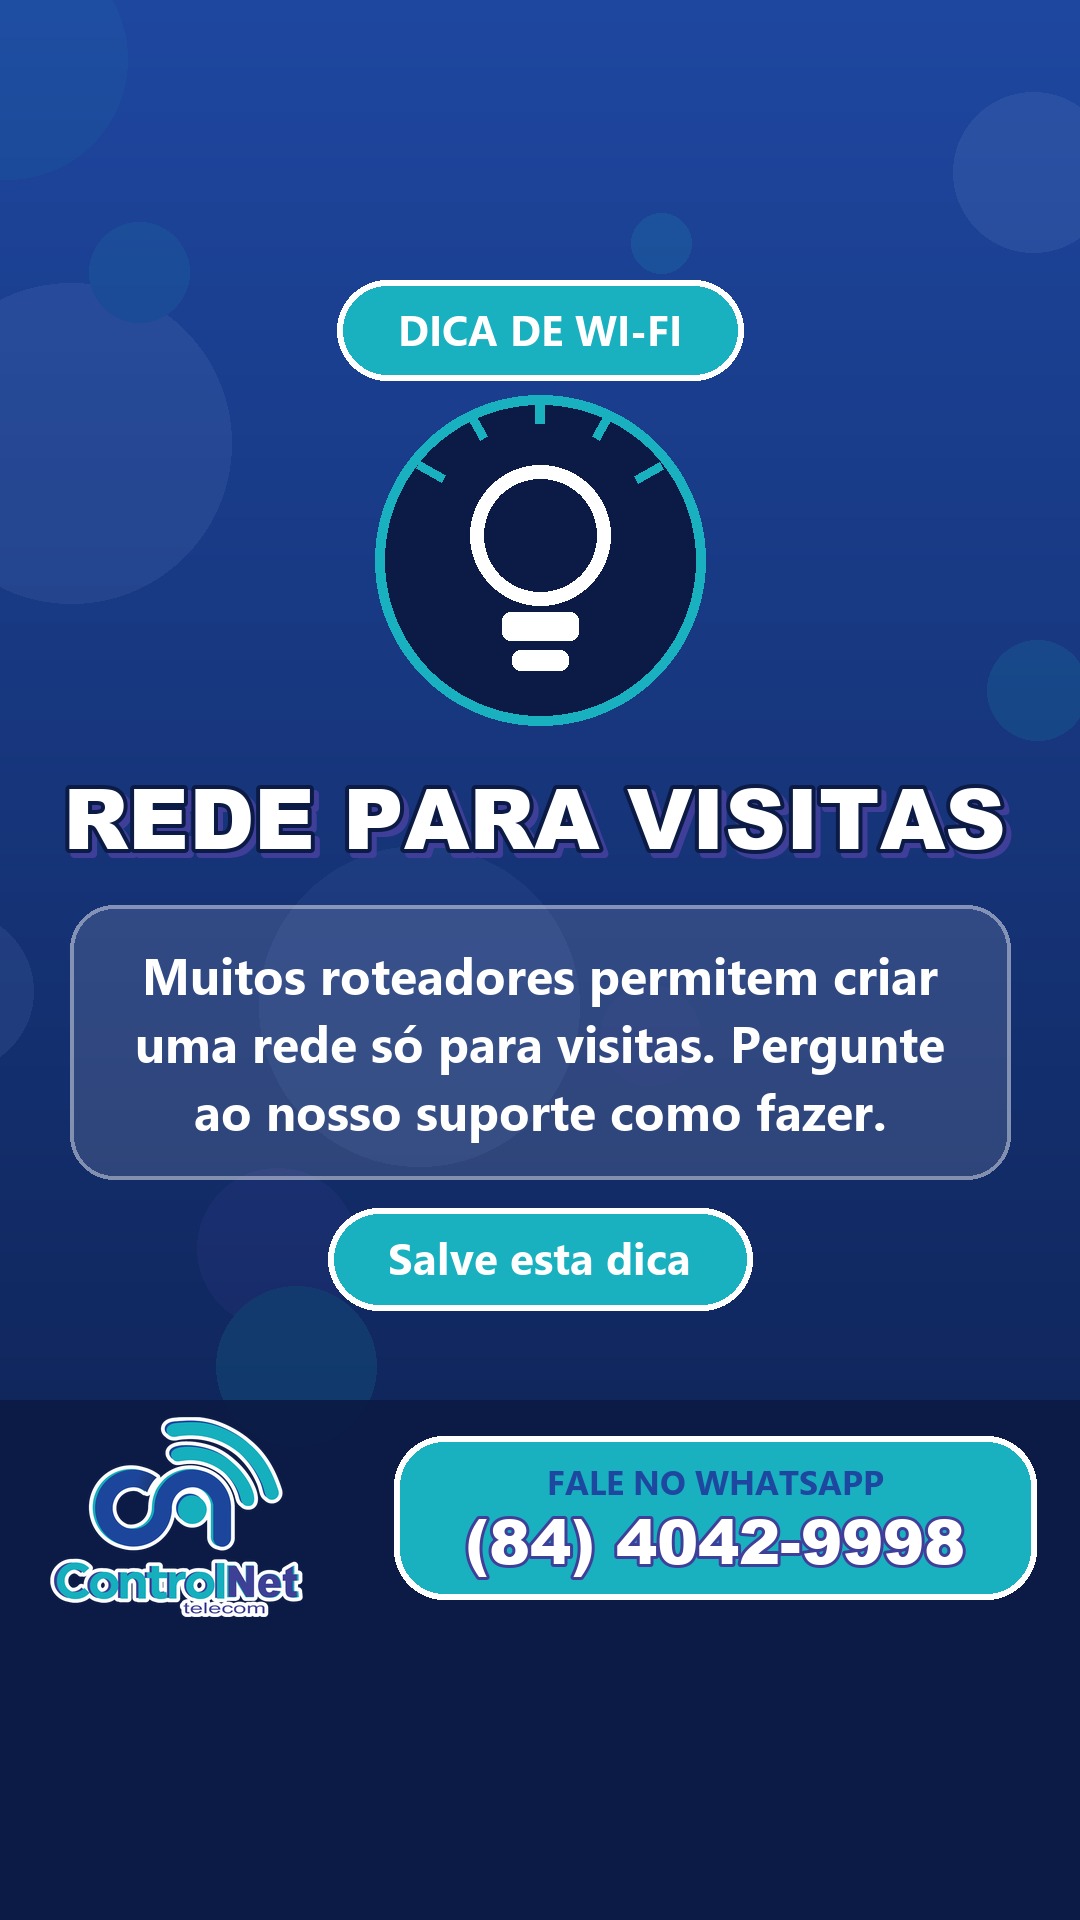 DICA DE WI-FI
REDE PARA VISITAS
Muitos roteadores permitem criar
uma rede só para visitas. Pergunte
ao nosso suporte como fazer.
Salve esta dica
ControlNet
telecom
FALE NO WHATSAPP
(84) 4042-9998